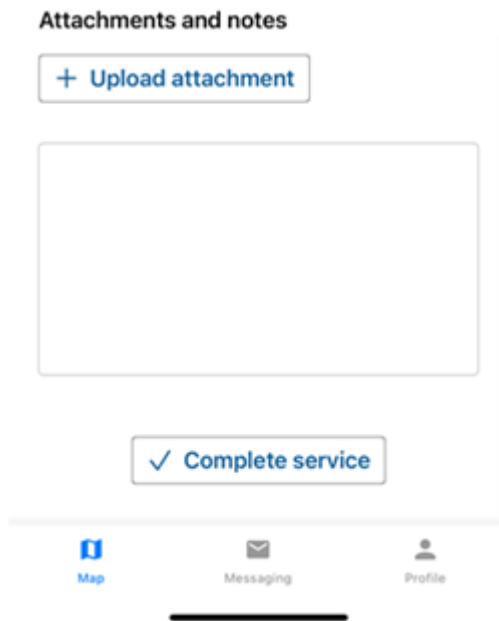 Attachments and notes
+ Upload attachment
Complete service
Map Messaging Profile